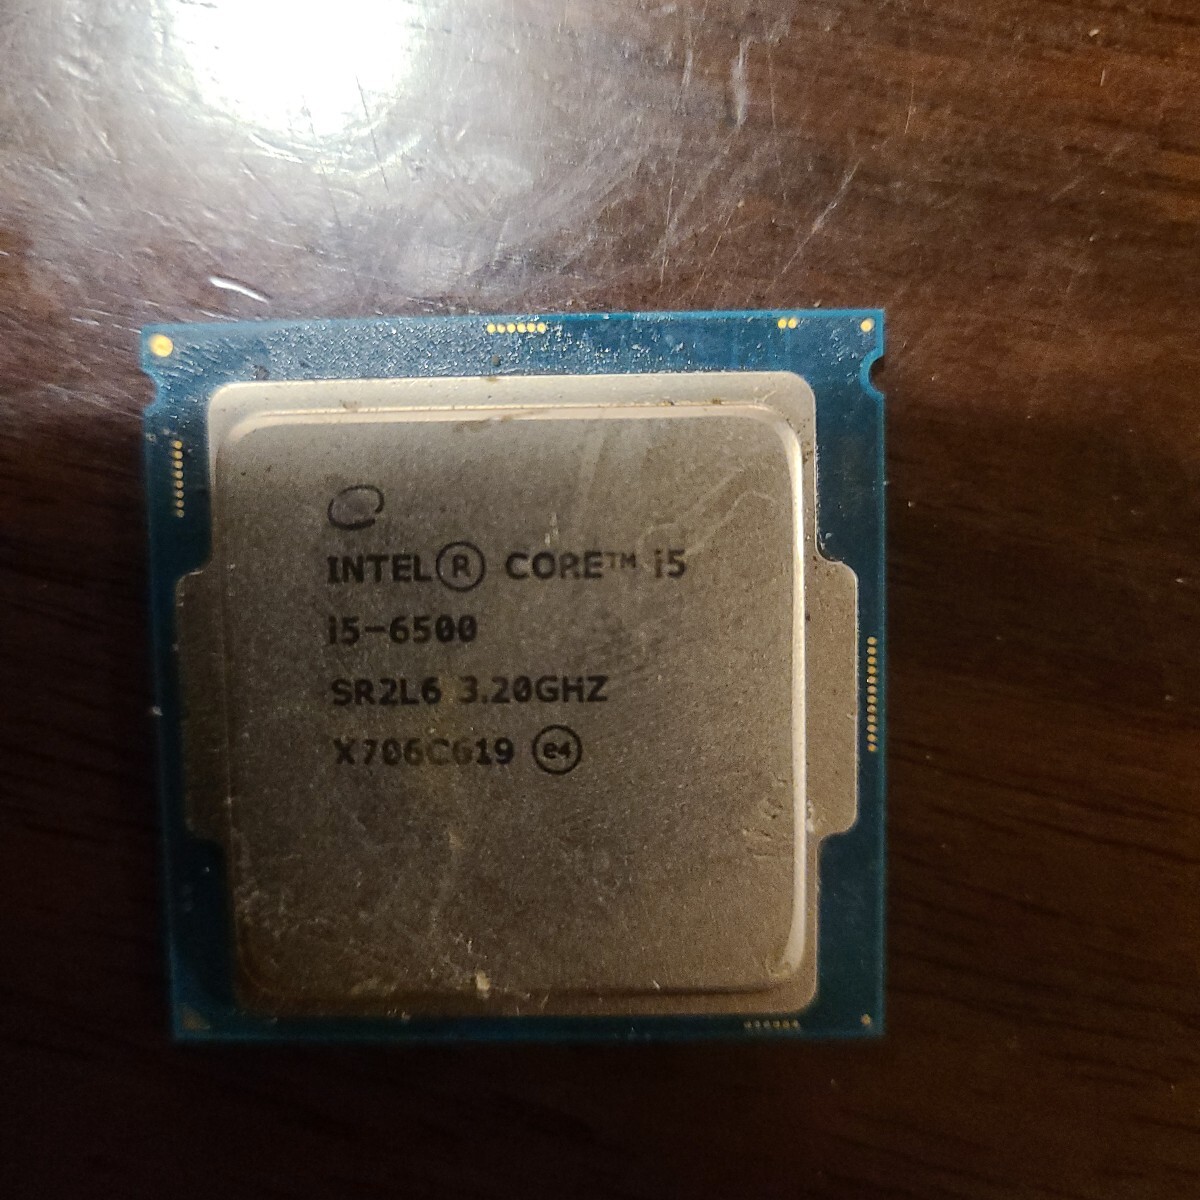 INTEL® CORE™ i5
i5-6500
SR2L6 3.20GHZ
X706C619 e4